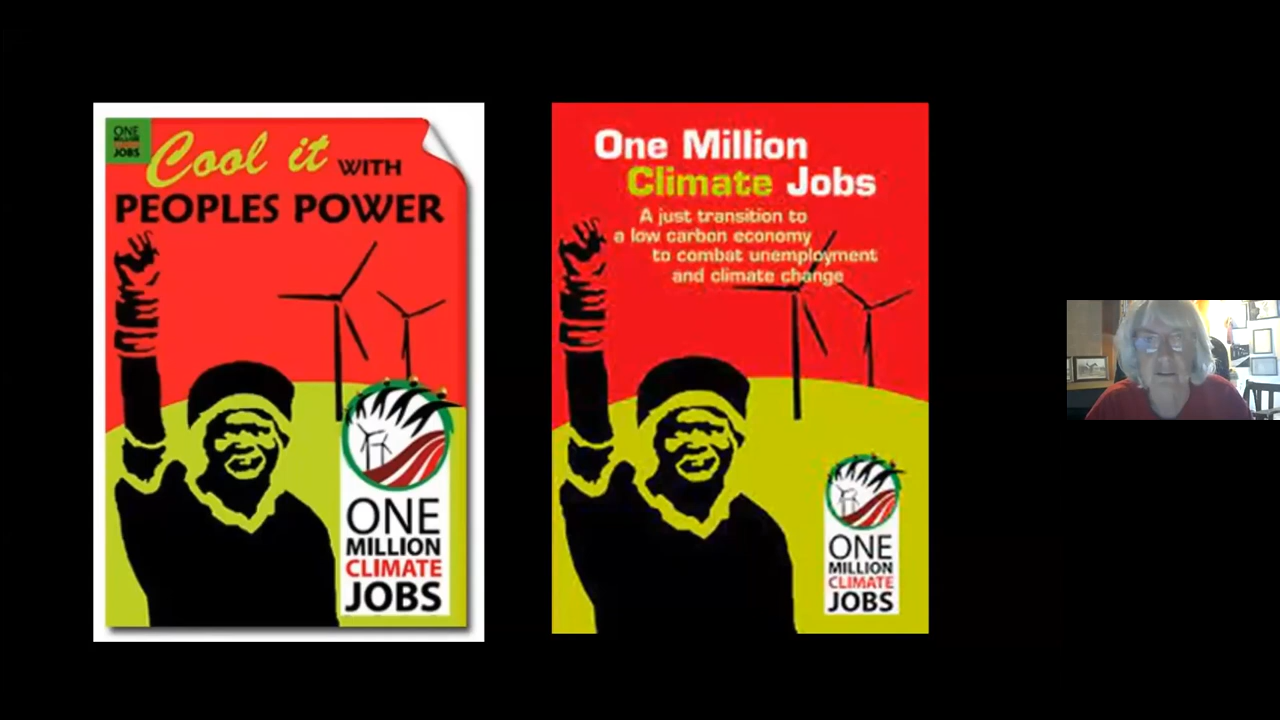 ONE
MILLION
CLIMATE
JOBS
Cool it WITH
PEOPLES POWER
ONE
MILLION
CLIMATE
JOBS
One Million
Climate Jobs
A just transition to
a low carbon economy
to combat unemployment
and climate change
ONE
MILLION
CLIMATE
JOBS